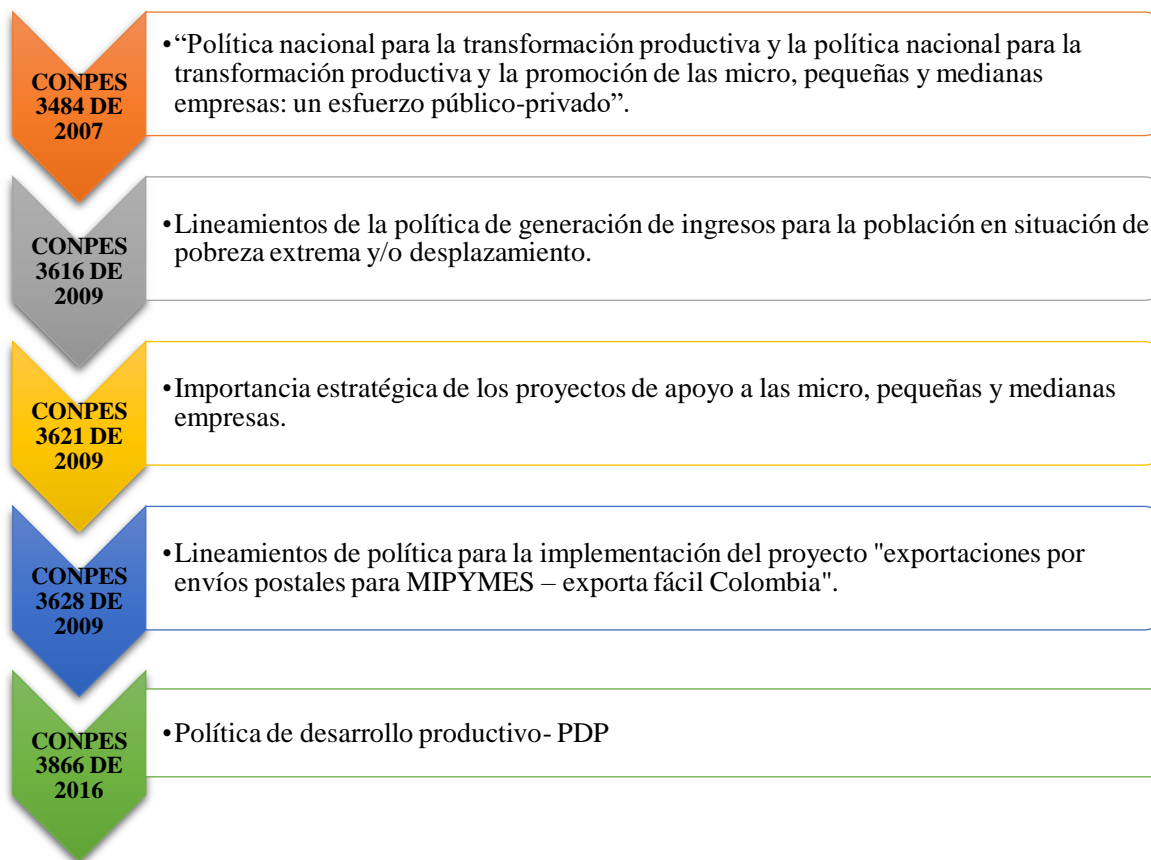 CONPES
3484 DE
2007
•“Política nacional para la transformación productiva y la política nacional para la
transformación productiva y la promoción de las micro, pequeñas y medianas
empresas: un esfuerzo público-privado”.
CONPES
3616 DE
2009
•Lineamientos de la política de generación de ingresos para la población en situación de
pobreza extrema y/o desplazamiento.
CONPES
3621 DE
2009
•Importancia estratégica de los proyectos de apoyo a las micro, pequeñas y medianas
empresas.
CONPES
3628 DE
2009
•Lineamientos de política para la implementación del proyecto "exportaciones por
envíos postales para MIPYMES – exporta fácil Colombia".
CONPES
3866 DE
2016
•Política de desarrollo productivo- PDP